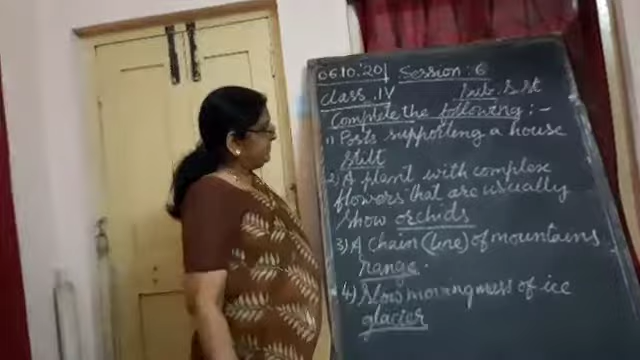 06.10.20 Session: 6
Class. IV Sub. S.st
Complete the following :-
1) Posts supporting a house
Stilt
2) A plant with complex
flowers that are usually
show orchids
3) A Chain (line) of mountains
range.
4) Slow moving mass of ice
glacier